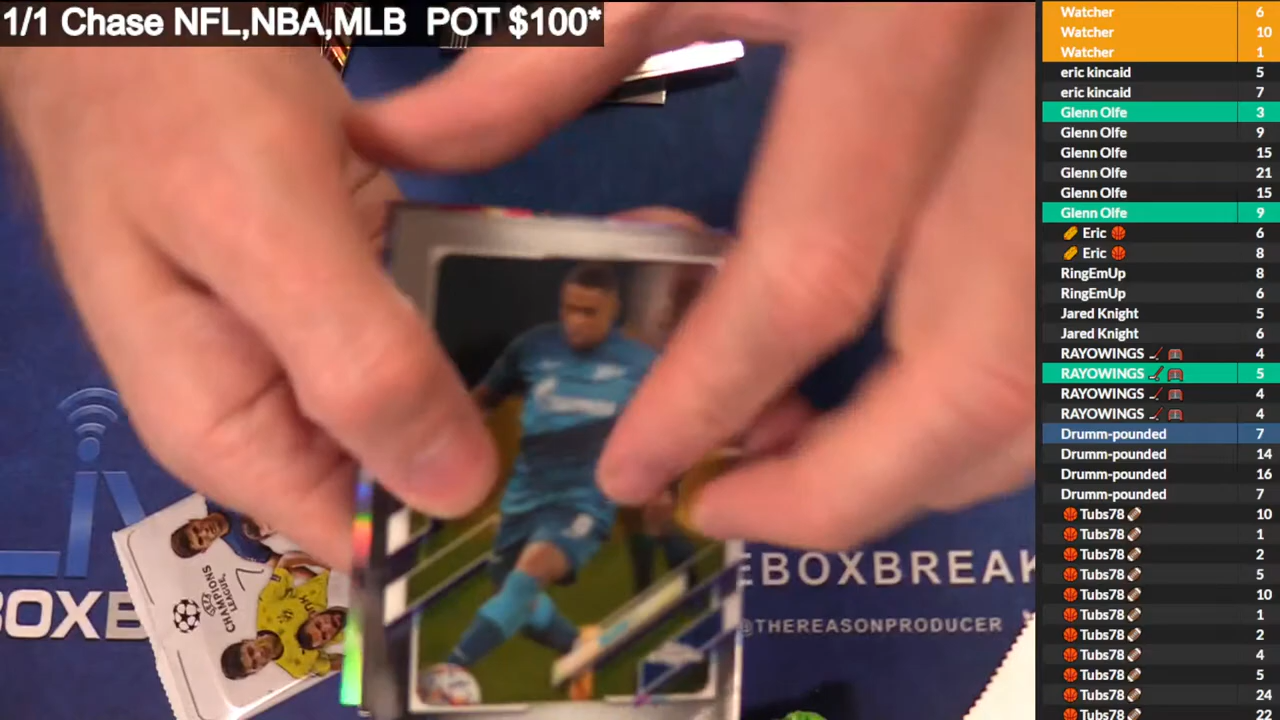 1/1 Chase NFL,NBA,MLB POT $100*
Watcher 6
Watcher 10
Watcher 1
eric kincaid 5
eric kincaid 7
Glenn Olfe 3
Glenn Olfe 9
Glenn Olfe 15
Glenn Olfe 21
Glenn Olfe 15
Glenn Olfe 9
Eric 6
Eric 8
RingEmUp 8
RingEmUp 6
Jared Knight 5
Jared Knight 6
RAYOWINGS 4
RAYOWINGS 5
RAYOWINGS 4
RAYOWINGS 4
Drumm-pounded 7
Drumm-pounded 14
Drumm-pounded 16
Drumm-pounded 7
Tubs78 10
Tubs78 1
Tubs78 2
Tubs78 5
Tubs78 10
Tubs78 1
Tubs78 2
Tubs78 4
Tubs78 5
Tubs78 24
Tubs78 22
EBOXBREAK
@THEREASONPRODUCER
LI
BOXB
UEFA
CHAMPIONS
LEAGUE